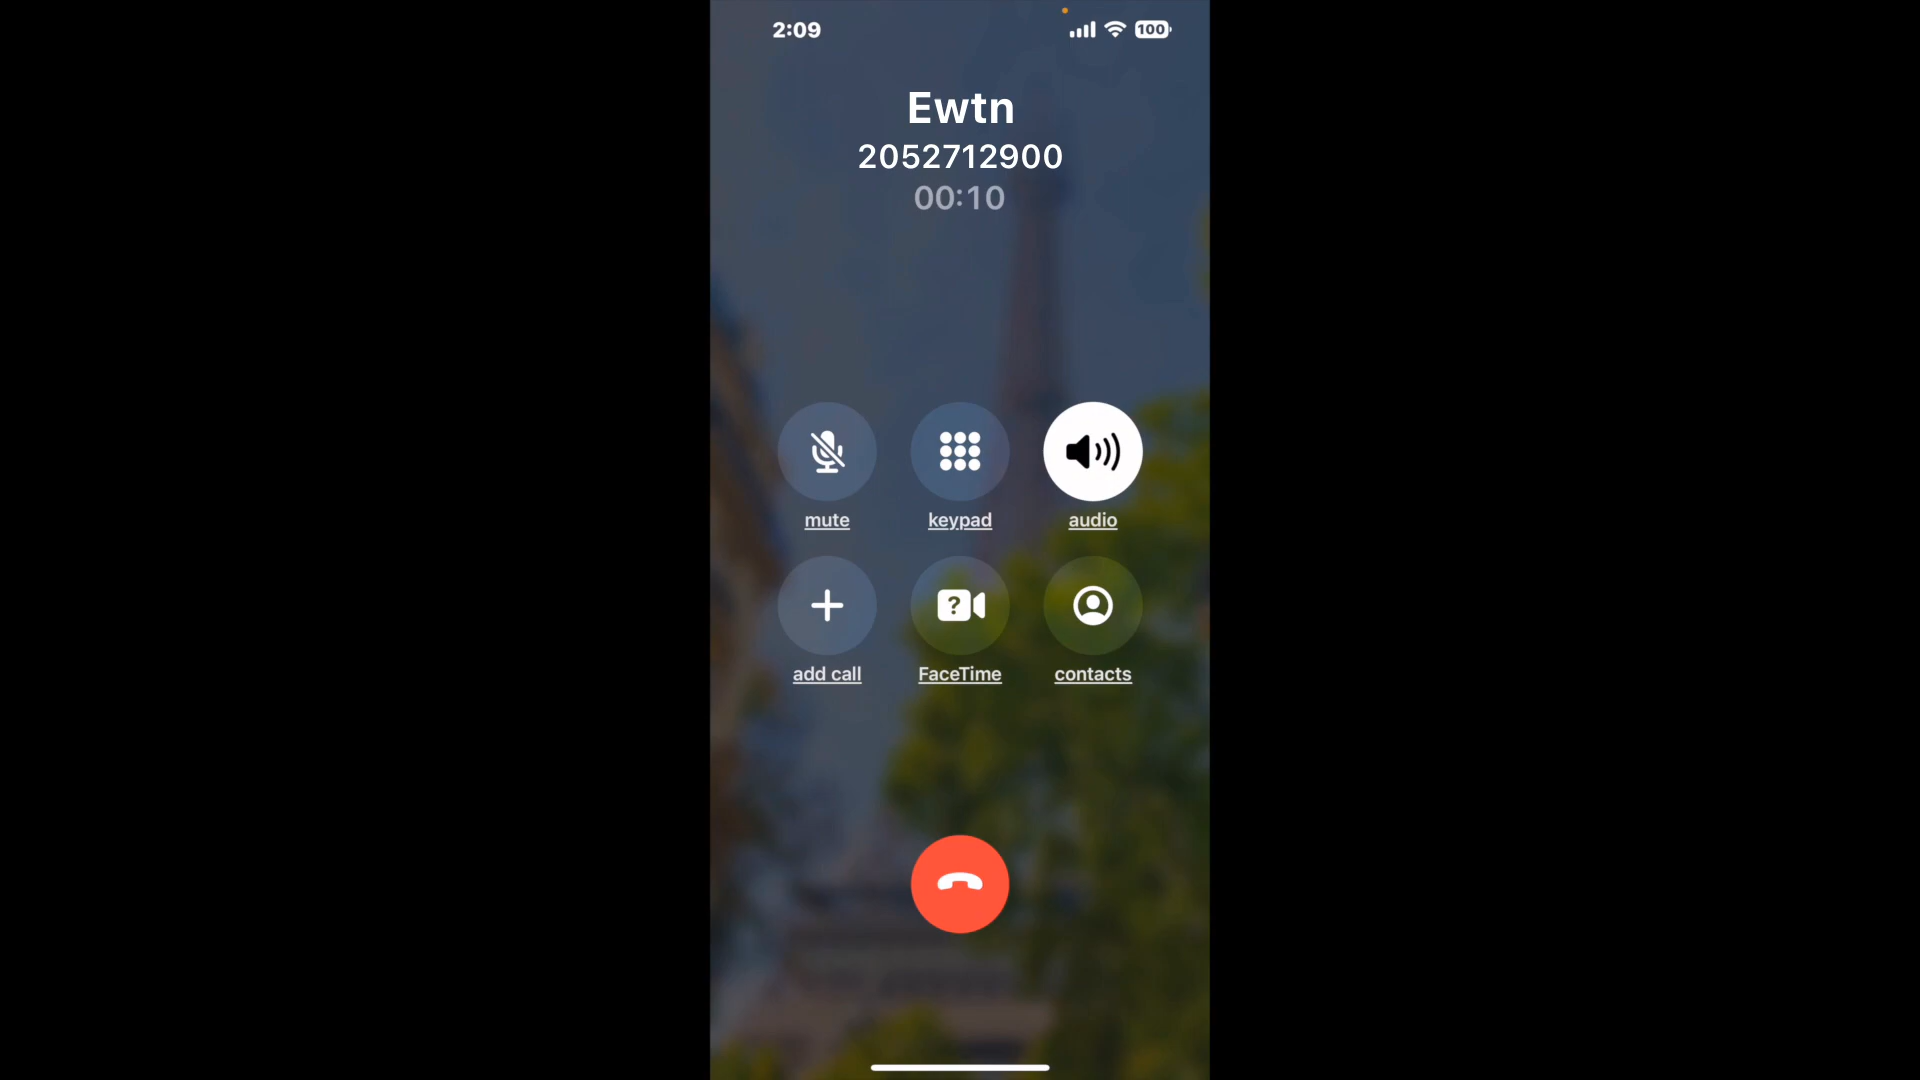 2:09
100
Ewtn
2052712900
00:10
mute
keypad
audio
?
add call
FaceTime
contacts